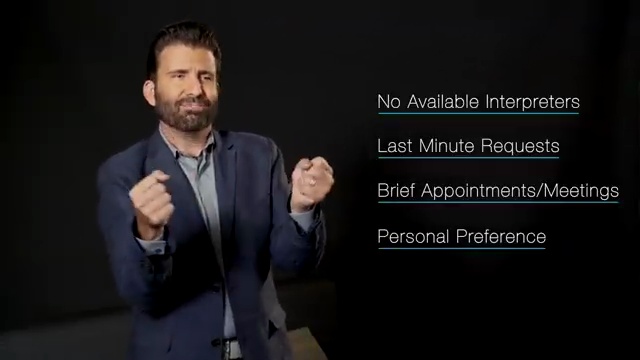 No Available Interpreters
Last Minute Requests
Brief Appointments/Meetings
Personal Preference